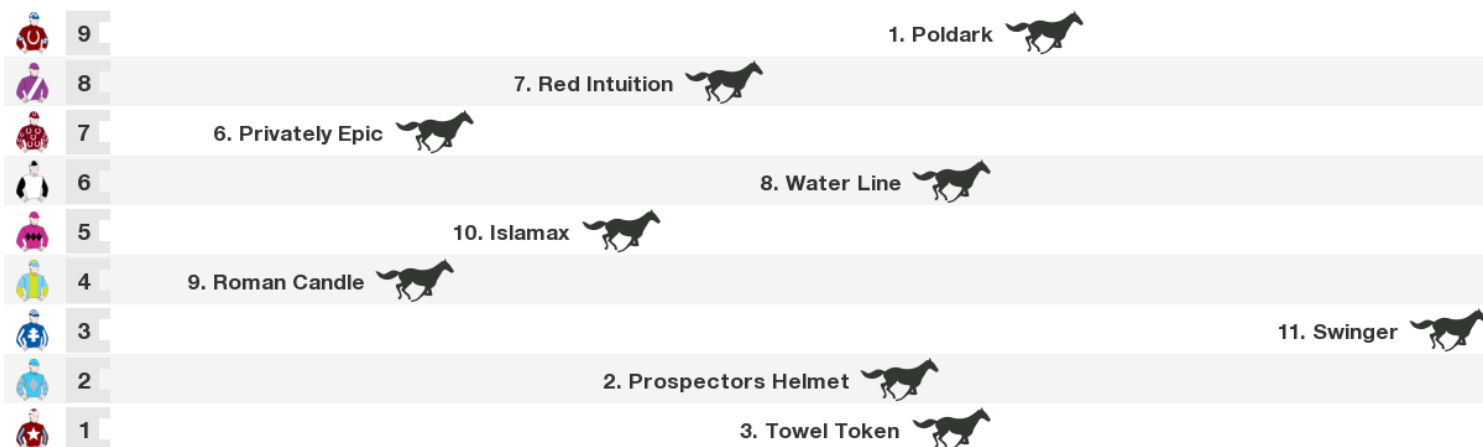 9 1. Poldark
8 7. Red Intuition
7 6. Privately Epic
6 8. Water Line
5 10. Islamax
4 9. Roman Candle
3 11. Swinger
2 2. Prospectors Helmet
1 3. Towel Token